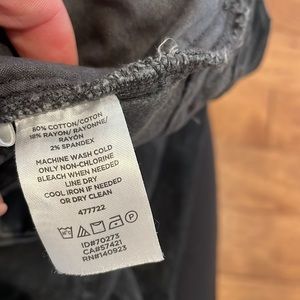 80% COTTON/COTON
18% RAYON/ RAYONNE/
RAYÓN
2% SPANDEX
MACHINE WASH COLD
ONLY NON-CHLORINE
BLEACH WHEN NEEDED
LINE DRY
COOL IRON IF NEEDED
OR DRY CLEAN
477722
ID#70273
CA#57421
RN#140923